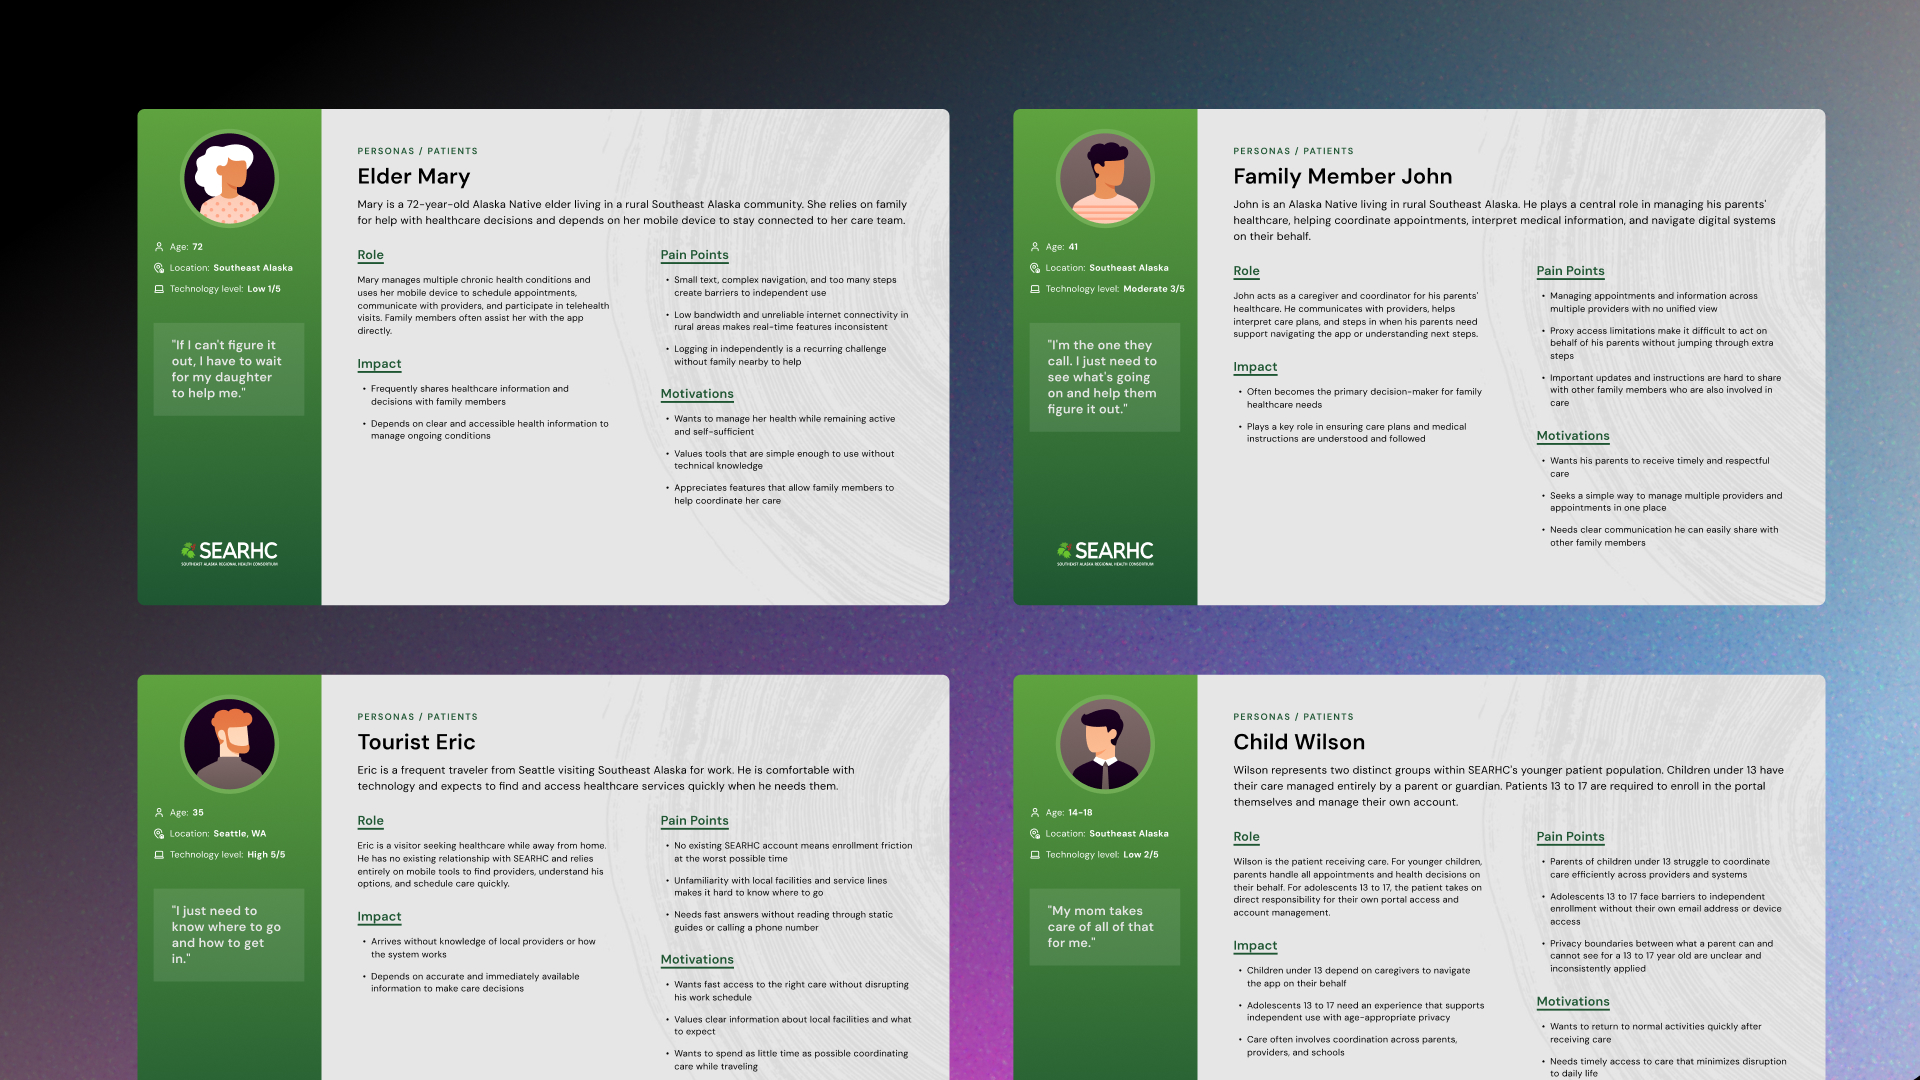 PERSONAS / PATIENTS
Elder Mary
Mary is a 72-year-old Alaska Native elder living in a rural Southeast Alaska community. She relies on family
for help with healthcare decisions and depends on her mobile device to stay connected to her care team.
Age: 72
Location: Southeast Alaska
Technology level: Low 1/5
"If I can't figure it
out, I have to wait
for my daughter
to help me."
SEARHC
SOUTHEAST ALASKA REGIONAL HEALTH CONSORTIUM
Role
Mary manages multiple chronic health conditions and
uses her mobile device to schedule appointments,
communicate with providers, and participate in telehealth
visits. Family members often assist her with the app
directly.
Impact
• Frequently shares healthcare information and
decisions with family members
• Depends on clear and accessible health information to
manage ongoing conditions
Pain Points
• Small text, complex navigation, and too many steps
create barriers to independent use
• Low bandwidth and unreliable internet connectivity in
rural areas makes real-time features inconsistent
• Logging in independently is a recurring challenge
without family nearby to help
Motivations
• Wants to manage her health while remaining active
and self-sufficient
• Values tools that are simple enough to use without
technical knowledge
• Appreciates features that allow family members to
help coordinate her care
PERSONAS / PATIENTS
Family Member John
John is an Alaska Native living in rural Southeast Alaska. He plays a central role in managing his parents'
healthcare, helping coordinate appointments, interpret medical information, and navigate digital systems
on their behalf.
Age: 41
Location: Southeast Alaska
Technology level: Moderate 3/5
"I'm the one they
call. I just need to
see what's going
on and help them
figure it out."
SEARHC
SOUTHEAST ALASKA REGIONAL HEALTH CONSORTIUM
Role
John acts as a caregiver and coordinator for his parents'
healthcare. He communicates with providers, helps
interpret care plans, and steps in when his parents need
support navigating the app or understanding next steps.
Impact
• Often becomes the primary decision-maker for family
healthcare needs
• Plays a key role in ensuring care plans and medical
instructions are understood and followed
Pain Points
• Managing appointments and information across
multiple providers with no unified view
• Proxy access limitations make it difficult to act on
behalf of his parents without jumping through extra
steps
• Important updates and instructions are hard to share
with other family members who are also involved in
care
Motivations
• Wants his parents to receive timely and respectful
care
• Seeks a simple way to manage multiple providers and
appointments in one place
• Needs clear communication he can easily share with
other family members
PERSONAS / PATIENTS
Tourist Eric
Eric is a frequent traveler from Seattle visiting Southeast Alaska for work. He is comfortable with
technology and expects to find and access healthcare services quickly when he needs them.
Age: 35
Location: Seattle, WA
Technology level: High 5/5
"I just need to
know where to go
and how to get
in."
Role
Eric is a visitor seeking healthcare while away from home.
He has no existing relationship with SEARHC and relies
entirely on mobile tools to find providers, understand his
options, and schedule care quickly.
Impact
• Arrives without knowledge of local providers or how
the system works
• Depends on accurate and immediately available
information to make care decisions
Pain Points
• No existing SEARHC account means enrollment friction
at the worst possible time
• Unfamiliarity with local facilities and service lines
makes it hard to know where to go
• Needs fast answers without reading through static
guides or calling a phone number
Motivations
• Wants fast access to the right care without disrupting
his work schedule
• Values clear information about local facilities and what
to expect
• Wants to spend as little time as possible coordinating
care while traveling
PERSONAS / PATIENTS
Child Wilson
Wilson represents two distinct groups within SEARHC's younger patient population. Children under 13 have
their care managed entirely by a parent or guardian. Patients 13 to 17 are required to enroll in the portal
themselves and manage their own account.
Age: 14-18
Location: Southeast Alaska
Technology level: Low 2/5
"My mom takes
care of all of that
for me."
Role
Wilson is the patient receiving care. For younger children,
parents handle all appointments and health decisions on
their behalf. For adolescents 13 to 17, the patient takes on
direct responsibility for their own portal access and
account management.
Impact
• Children under 13 depend on caregivers to navigate
the app on their behalf
• Adolescents 13 to 17 need an experience that supports
independent use with age-appropriate privacy
• Care often involves coordination across parents,
providers, and schools
Pain Points
• Parents of children under 13 struggle to coordinate
care efficiently across providers and systems
• Adolescents 13 to 17 face barriers to independent
enrollment without their own email address or device
access
• Privacy boundaries between what a parent can and
cannot see for a 13 to 17 year old are unclear and
inconsistently applied
Motivations
• Wants to return to normal activities quickly after
receiving care
• Needs timely access to care that minimizes disruption
to daily life